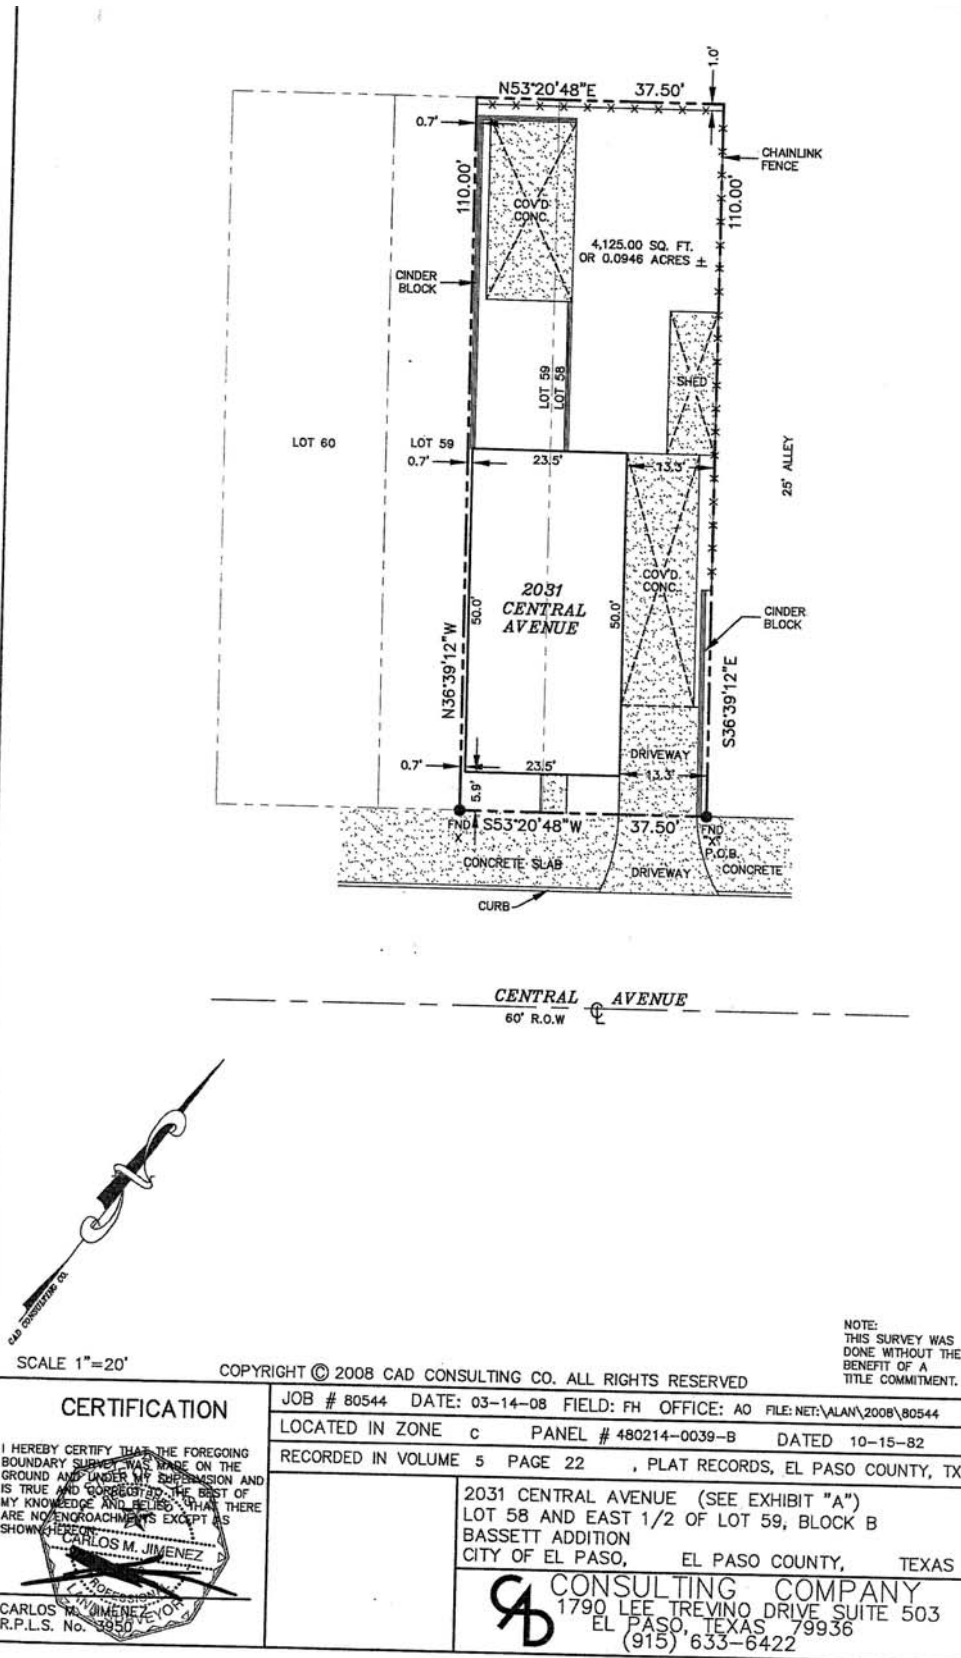 1.0'
N53°20'48"E 37.50'
0.7'
CHAINLINK
FENCE
110.00'
110.00'
COV'D
CONC.
4,125.00 SQ. FT.
OR 0.0946 ACRES ±
CINDER
BLOCK
LOT 59
LOT 58
SHED
LOT 60
LOT 59
0.7'
23.5'
13.3'
25' ALLEY
2031
CENTRAL
AVENUE
50.0'
50.0'
COV'D
CONC.
CINDER
BLOCK
N36°39'12"W
S36°39'12"E
DRIVEWAY
0.7'
23.5'
13.3'
5.9'
FND
X
S53°20'48"W 37.50'
FND
"X"
P.O.B.
CONCRETE SLAB
DRIVEWAY
CONCRETE
CURB
CENTRAL AVENUE
60' R.O.W
CAD CONSULTING CO.
SCALE 1"=20'
NOTE:
THIS SURVEY WAS
DONE WITHOUT THE
BENEFIT OF A
TITLE COMMITMENT.
COPYRIGHT © 2008 CAD CONSULTING CO. ALL RIGHTS RESERVED
CERTIFICATION
I HEREBY CERTIFY THAT THE FOREGOING
BOUNDARY SURVEY WAS MADE ON THE
GROUND AND UNDER MY SUPERVISION AND
IS TRUE AND CORRECT TO THE BEST OF
MY KNOWLEDGE AND BELIEF THAT THERE
ARE NO ENCROACHMENTS EXCEPT AS
SHOWN HEREON.
CARLOS M. JIMENEZ
LAND SURVEYOR
CARLOS M. JIMENEZ
R.P.L.S. No. 3950
JOB # 80544 DATE: 03-14-08 FIELD: FH OFFICE: AO FILE: NET:\ALAN\2008\80544
LOCATED IN ZONE C PANEL # 480214-0039-B DATED 10-15-82
RECORDED IN VOLUME 5 PAGE 22 , PLAT RECORDS, EL PASO COUNTY, TX
2031 CENTRAL AVENUE (SEE EXHIBIT "A")
LOT 58 AND EAST 1/2 OF LOT 59, BLOCK B
BASSETT ADDITION
CITY OF EL PASO, EL PASO COUNTY, TEXAS
CAD CONSULTING COMPANY
1790 LEE TREVINO DRIVE SUITE 503
EL PASO, TEXAS 79936
(915) 633-6422